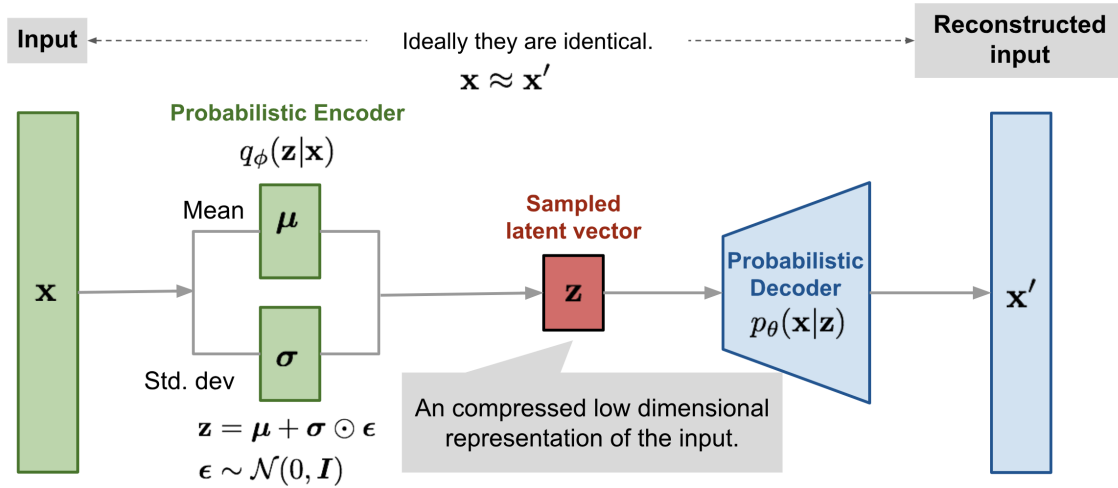 Input
Ideally they are identical.
x ≈ x′
Reconstructed
input
Probabilistic Encoder
qϕ(z|x)
Mean
μ
Std. dev
σ
z = μ + σ ⊙ ϵ
ϵ ∼ 𝒩(0, I)
x
Sampled
latent vector
z
An compressed low dimensional
representation of the input.
Probabilistic
Decoder
pθ(x|z)
x′